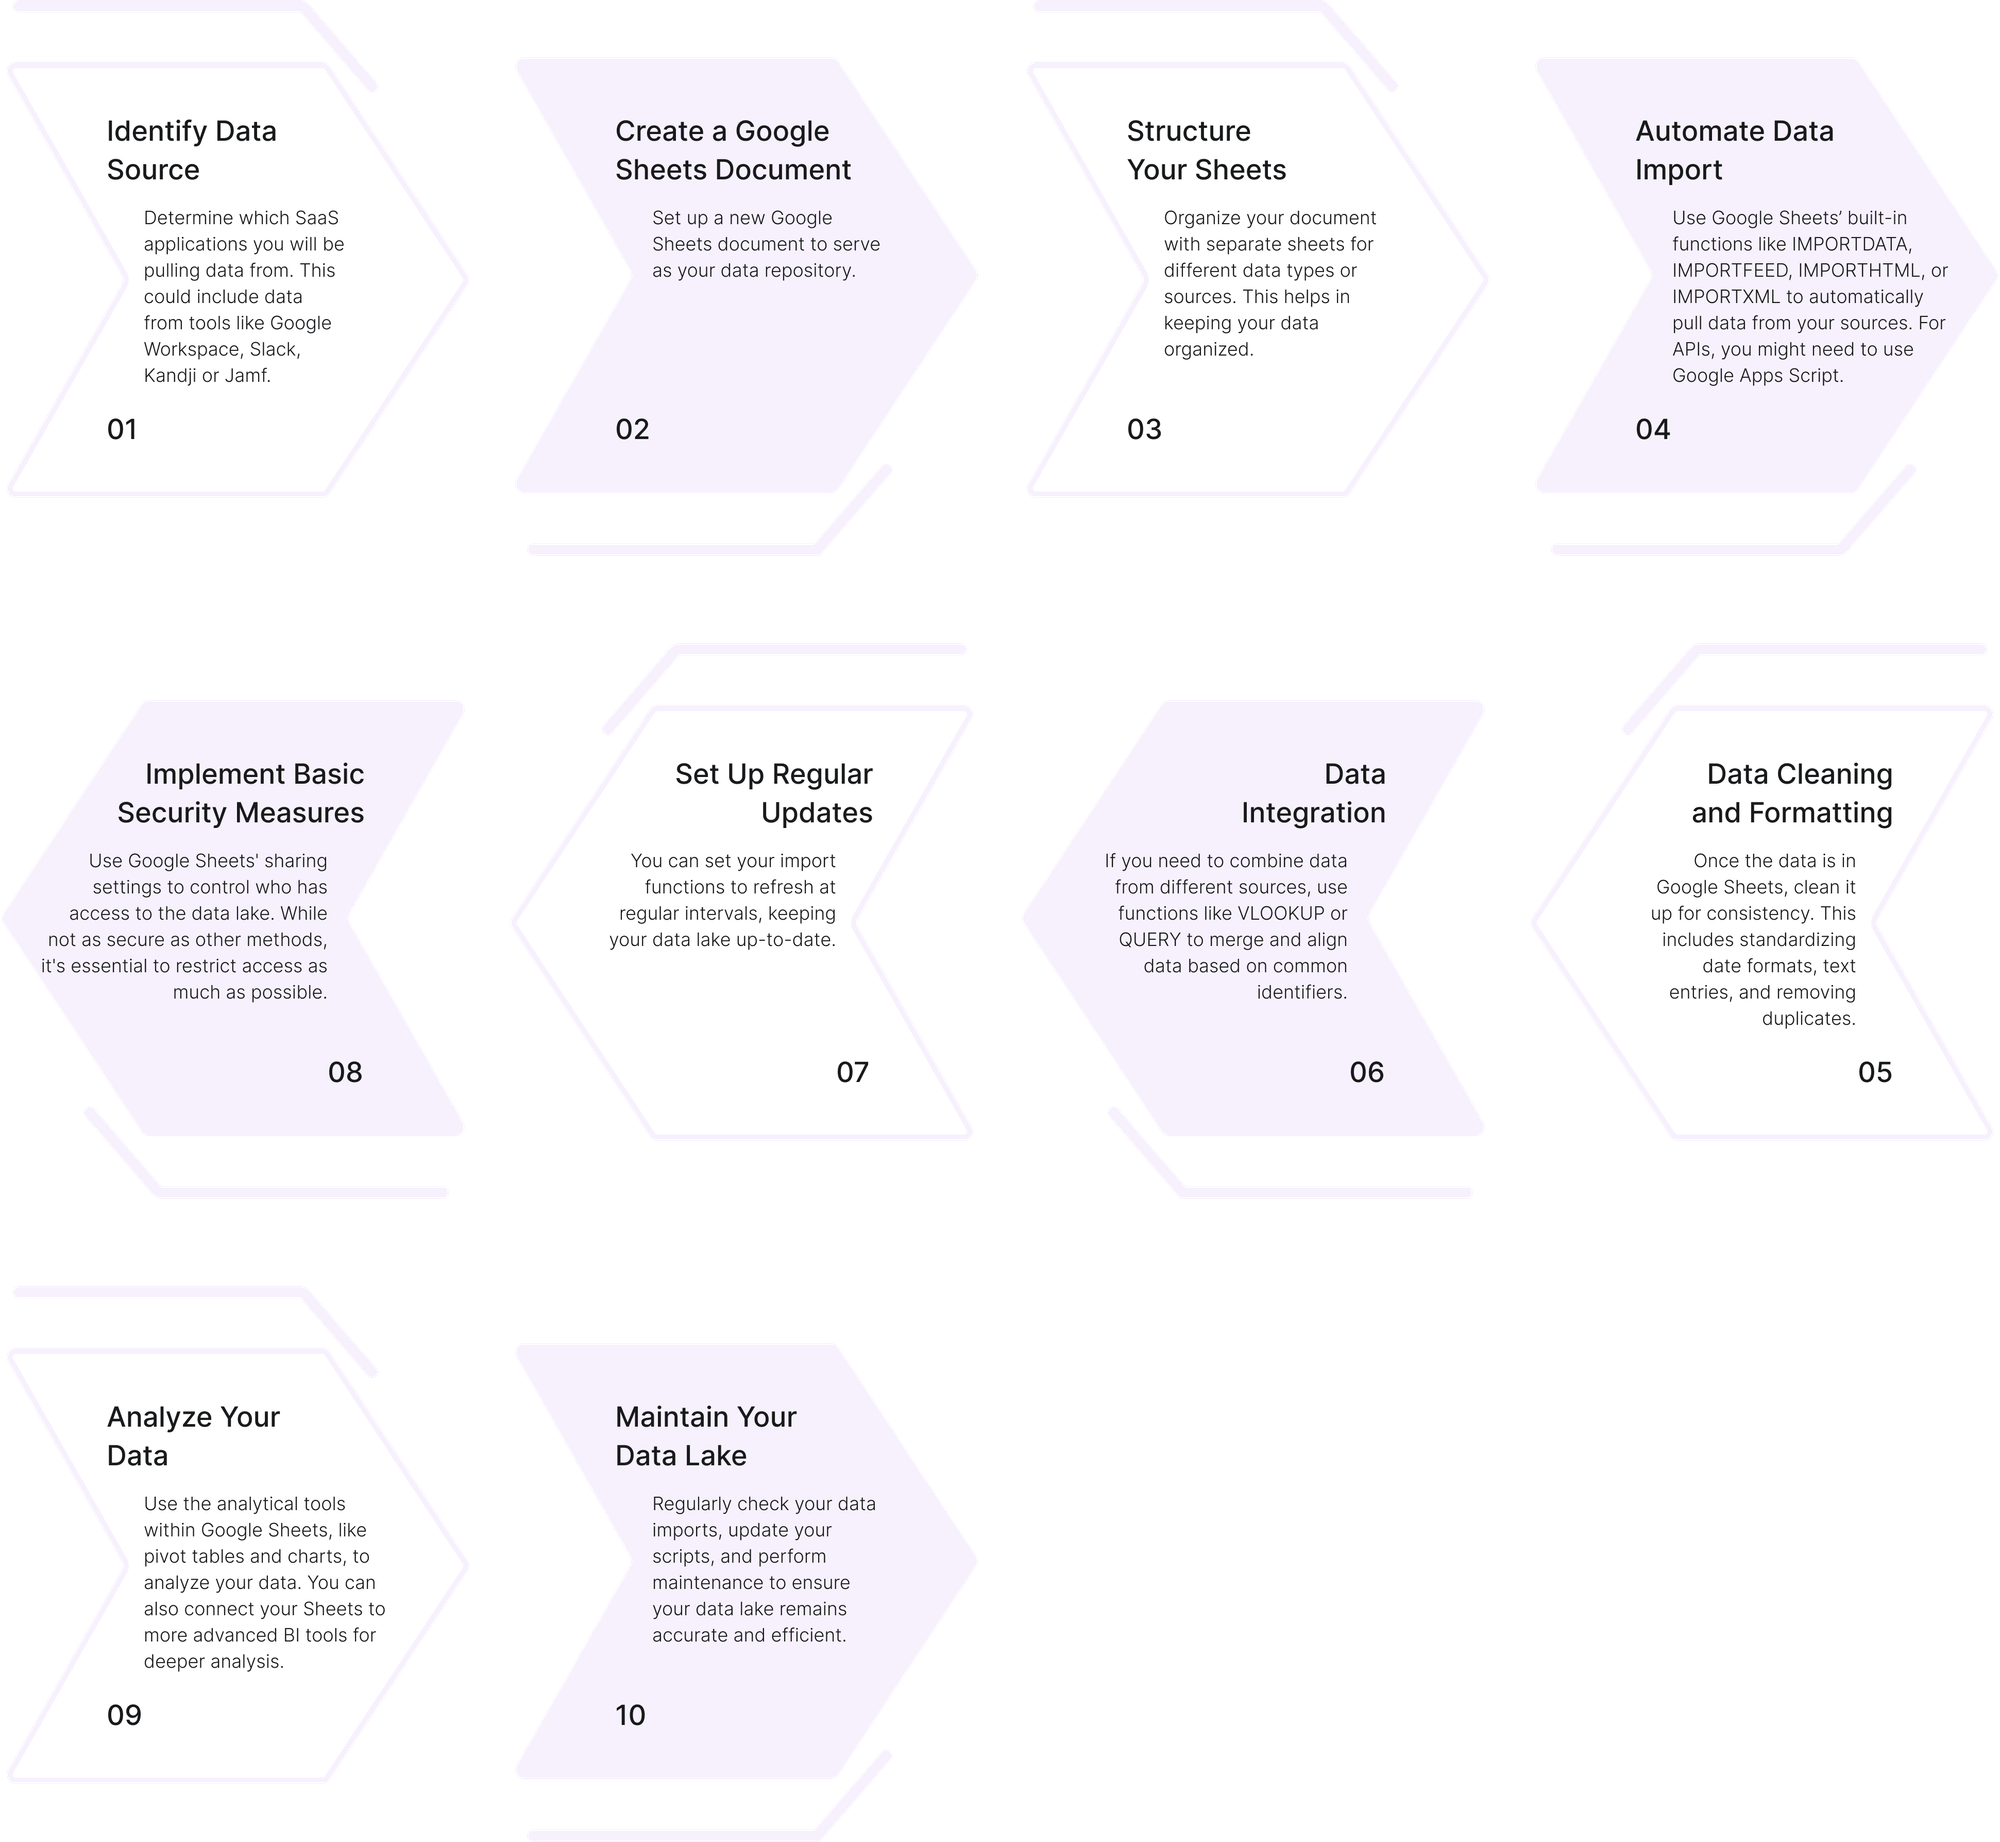 Identify Data
Source
Determine which SaaS
applications you will be
pulling data from. This
could include data
from tools like Google
Workspace, Slack,
Kandji or Jamf.
01
Create a Google
Sheets Document
Set up a new Google
Sheets document to serve
as your data repository.
02
Structure
Your Sheets
Organize your document
with separate sheets for
different data types or
sources. This helps in
keeping your data
organized.
03
Automate Data
Import
Use Google Sheets’ built-in
functions like IMPORTDATA,
IMPORTFEED, IMPORTHTML, or
IMPORTXML to automatically
pull data from your sources. For
APIs, you might need to use
Google Apps Script.
04
Data Cleaning
and Formatting
Once the data is in
Google Sheets, clean it
up for consistency. This
includes standardizing
date formats, text
entries, and removing
duplicates.
05
Data
Integration
If you need to combine data
from different sources, use
functions like VLOOKUP or
QUERY to merge and align
data based on common
identifiers.
06
Set Up Regular
Updates
You can set your import
functions to refresh at
regular intervals, keeping
your data lake up-to-date.
07
Implement Basic
Security Measures
Use Google Sheets' sharing
settings to control who has
access to the data lake. While
not as secure as other methods,
it's essential to restrict access as
much as possible.
08
Analyze Your
Data
Use the analytical tools
within Google Sheets, like
pivot tables and charts, to
analyze your data. You can
also connect your Sheets to
more advanced BI tools for
deeper analysis.
09
Maintain Your
Data Lake
Regularly check your data
imports, update your
scripts, and perform
maintenance to ensure
your data lake remains
accurate and efficient.
10